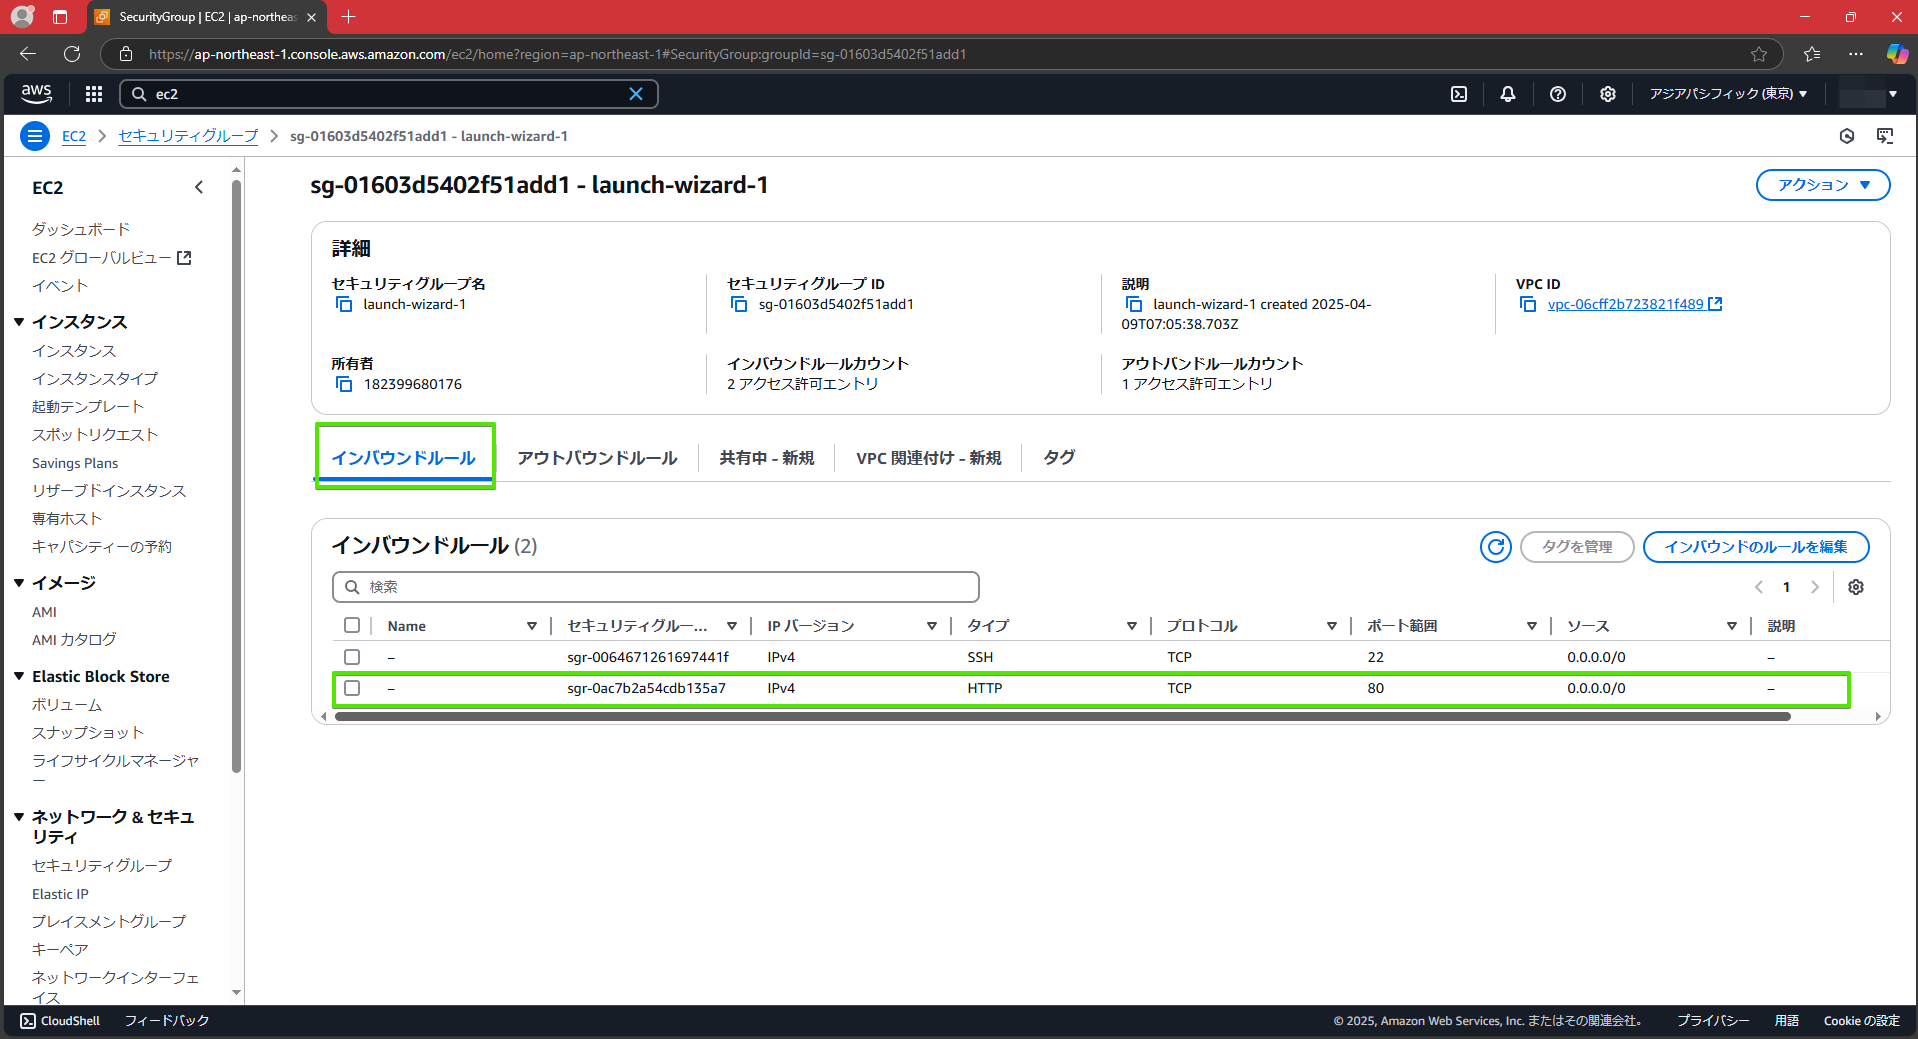 SecurityGroup | EC2 | ap-northeas
https://ap-northeast-1.console.aws.amazon.com/ec2/home?region=ap-northeast-1#SecurityGroup:groupId=sg-01603d5402f51add1
aws
ec2
アジアパシフィック (東京)
EC2
セキュリティグループ
sg-01603d5402f51add1 - launch-wizard-1
EC2
ダッシュボード
EC2 グローバルビュー
イベント
インスタンス
インスタンス
インスタンスタイプ
起動テンプレート
スポットリクエスト
Savings Plans
リザーブドインスタンス
専有ホスト
キャパシティーの予約
イメージ
AMI
AMI カタログ
Elastic Block Store
ボリューム
スナップショット
ライフサイクルマネージャ
ー
ネットワーク & セキュ
リティ
セキュリティグループ
Elastic IP
プレイスメントグループ
キーペア
ネットワークインターフェ
イス
sg-01603d5402f51add1 - launch-wizard-1
アクション
詳細
セキュリティグループ名
launch-wizard-1
セキュリティグループ ID
sg-01603d5402f51add1
説明
launch-wizard-1 created 2025-04-
09T07:05:38.703Z
VPC ID
vpc-06cff2b723821f489
所有者
182399680176
インバウンドルールカウント
2 アクセス許可エントリ
アウトバンドルールカウント
1 アクセス許可エントリ
インバウンドルール
アウトバウンドルール
共有中 – 新規
VPC 関連付け – 新規
タグ
インバウンドルール (2)
タグを管理
インバウンドのルールを編集
検索
1
Name セキュリティグルー... IP バージョン タイプ プロトコル ポート範囲 ソース 説明
– sgr-0064671261697441f IPv4 SSH TCP 22 0.0.0.0/0 –
– sgr-0ac7b2a54cdb135a7 IPv4 HTTP TCP 80 0.0.0.0/0 –
CloudShell
フィードバック
© 2025, Amazon Web Services, Inc. またはその関連会社。
プライバシー
用語
Cookie の設定